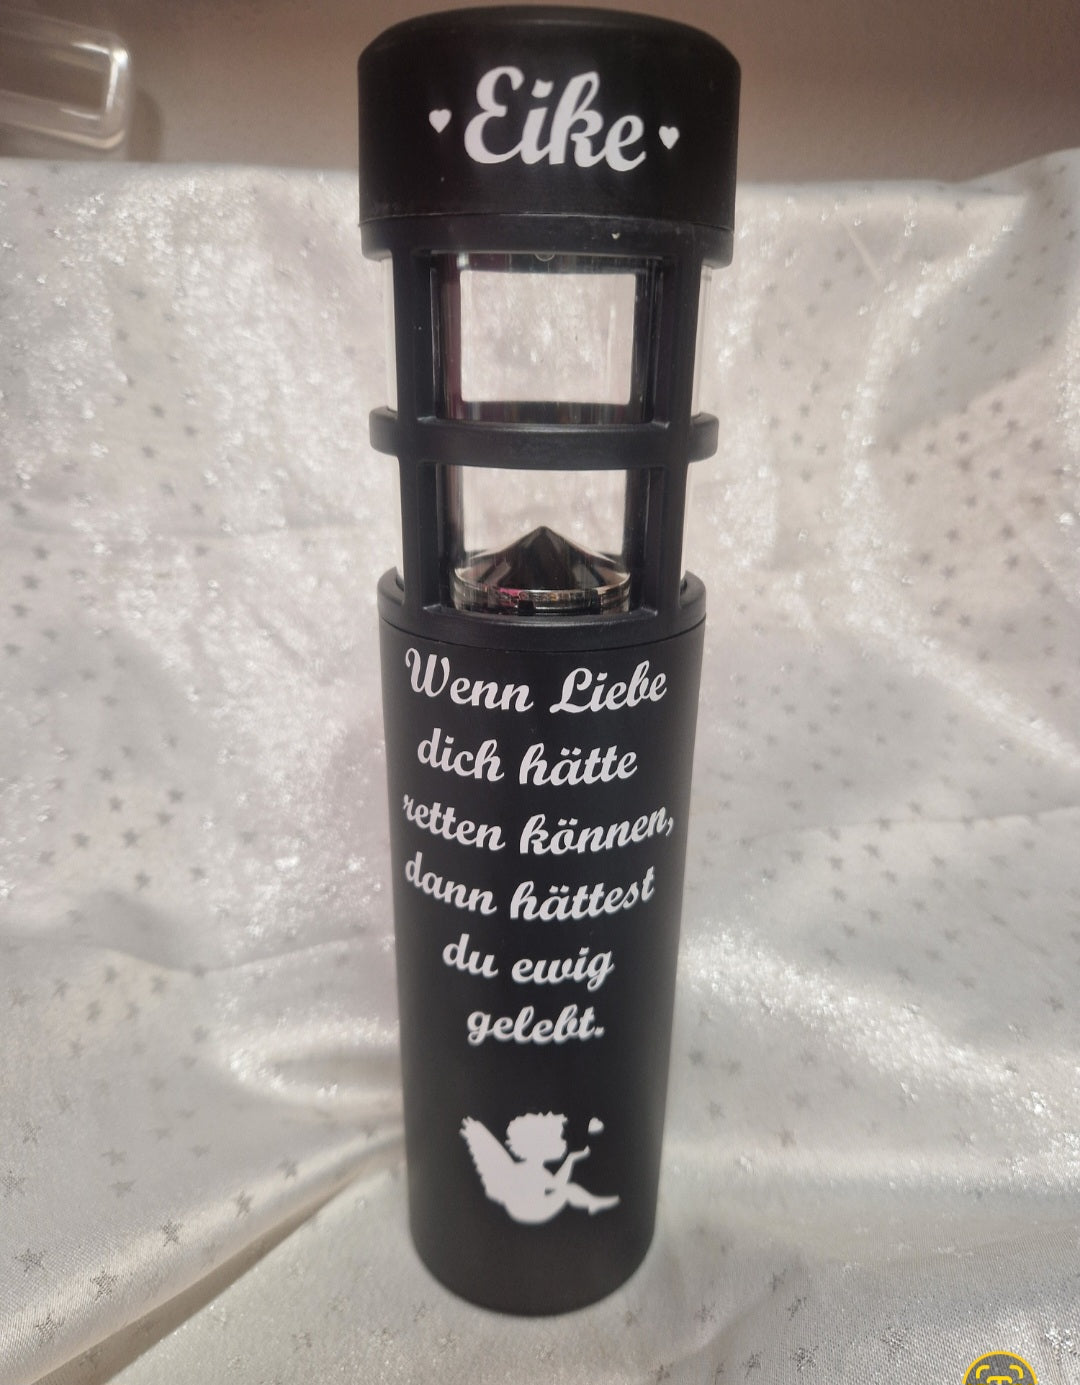 Eike
Wenn Liebe
dich hätte
retten können,
dann hättest
du ewig
gelebt.